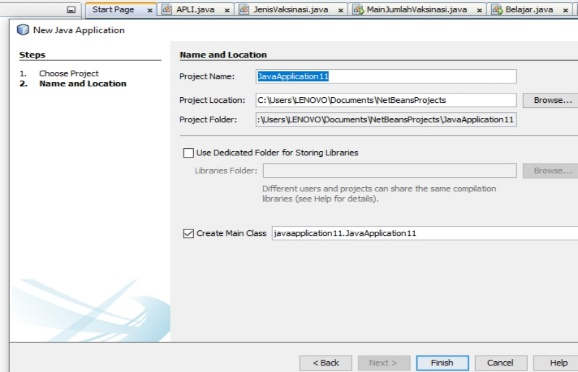 Start Page x APLI.java x JenisVaksinasi.java x MainJumlahVaksinasi.java x Belajar.java x
New Java Application
Steps
1. Choose Project
2. Name and Location
Name and Location
Project Name: JavaApplication11
Project Location: C:\Users\LENOVO\Documents\NetBeansProjects Browse...
Project Folder: :\Users\LENOVO\Documents\NetBeansProjects\JavaApplication11
Use Dedicated Folder for Storing Libraries
Libraries Folder: Browse...
Different users and projects can share the same compilation
libraries (see Help for details).
Create Main Class javaapplication11.JavaApplication11
< Back Next > Finish Cancel Help